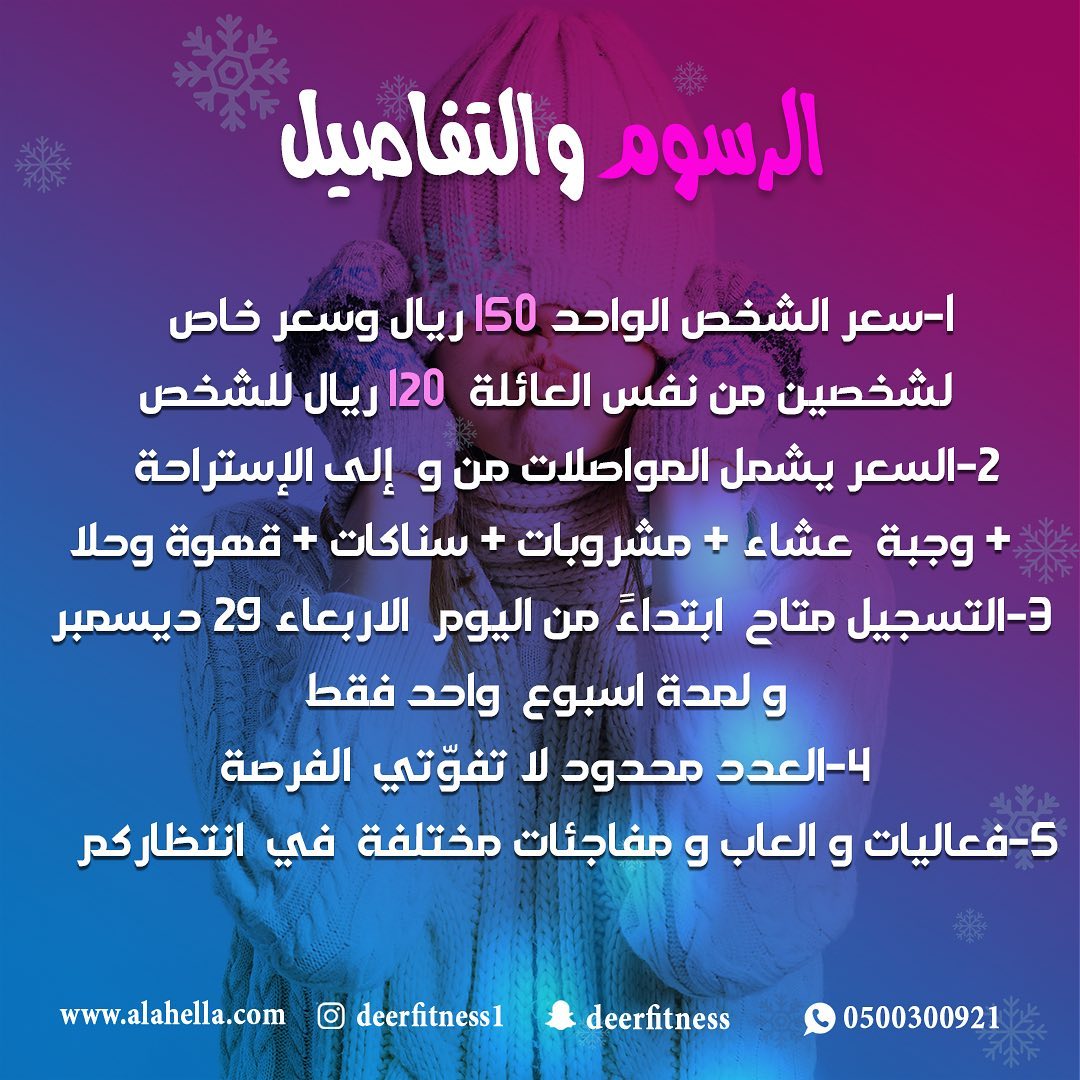 الرسوم والتفاصيل
1-سعر الشخص الواحد 150 ريال وسعر خاص
لشخصين من نفس العائلة 120 ريال للشخص
2-السعر يشمل المواصلات من و إلى الإستراحة
+ وجبة عشاء + مشروبات + سناكات + قهوة وحلا
3-التسجيل متاح ابتداءً من اليوم الاربعاء 29 ديسمبر
و لمدة اسبوع واحد فقط
4-العدد محدود لا تفوّتي الفرصة
5-فعاليات و العاب و مفاجئات مختلفة في انتظاركم
www.alahella.com deerfitness1 deerfitness 0500300921